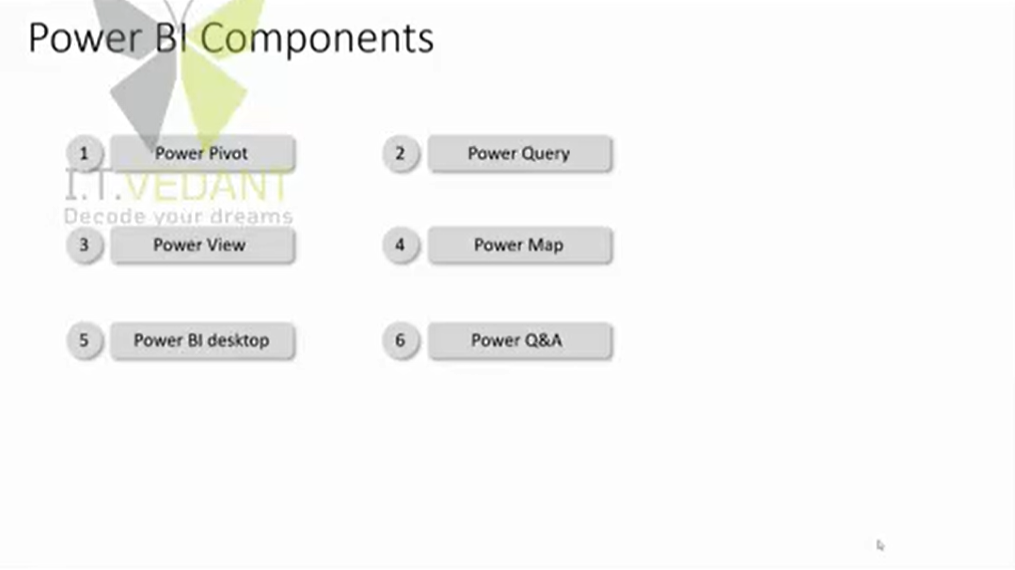 Power BI Components
1 Power Pivot
2 Power Query
I.T.VEDANT
Decode your dreams
3 Power View
4 Power Map
5 Power BI desktop
6 Power Q&A